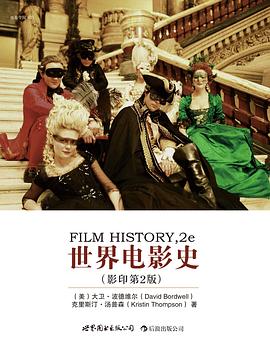 FILM HISTORY,2e
世界电影史
（影印第2版）
（美）大卫·波德维尔（David Bordwell）
克里斯汀·汤普森（Kristin Thompson） 著
世界图书出版公司 后浪出版公司